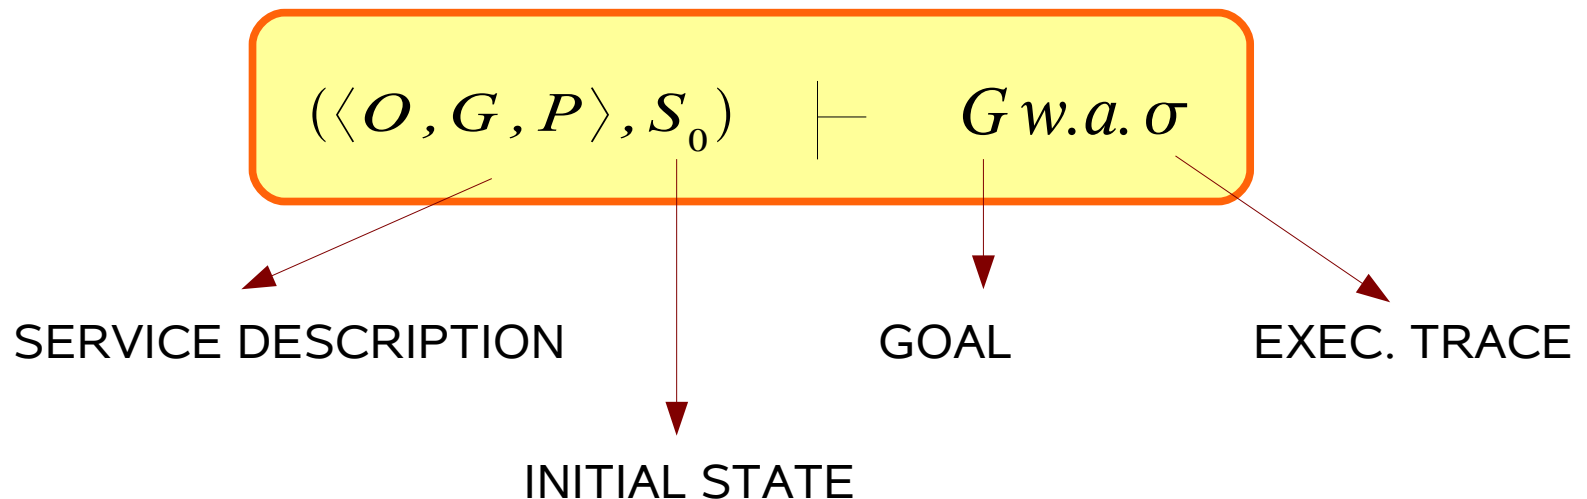 (⟨O,G,P⟩,S₀) ⊢ G w.a. σ
SERVICE DESCRIPTION GOAL EXEC. TRACE
INITIAL STATE